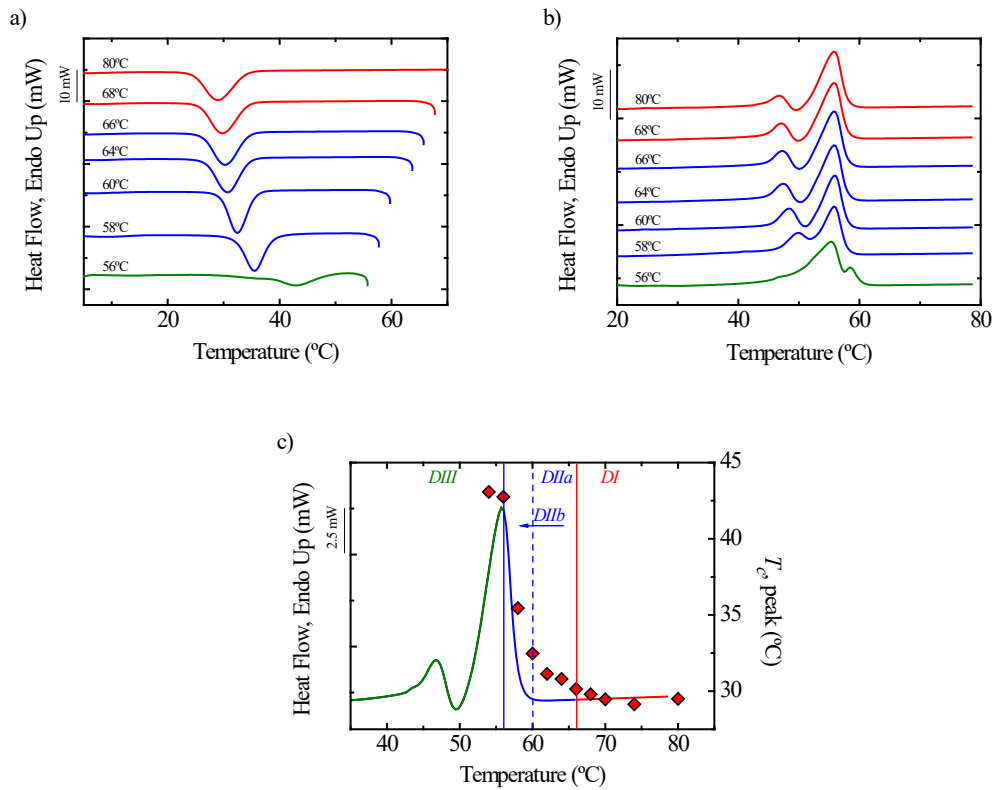 a)
Heat Flow, Endo Up (mW)
10 mW
80ºC
68ºC
66ºC
64ºC
60ºC
58ºC
56ºC
20 40 60
Temperature (ºC)
b)
Heat Flow, Endo Up (mW)
10 mW
80ºC
68ºC
66ºC
64ºC
60ºC
58ºC
56ºC
20 40 60 80
Temperature (ºC)
c)
Heat Flow, Endo Up (mW)
2.5 mW
DIII DIIa DI
DIIb
45
40
35
30
Tc, peak (ºC)
40 50 60 70 80
Temperature (ºC)